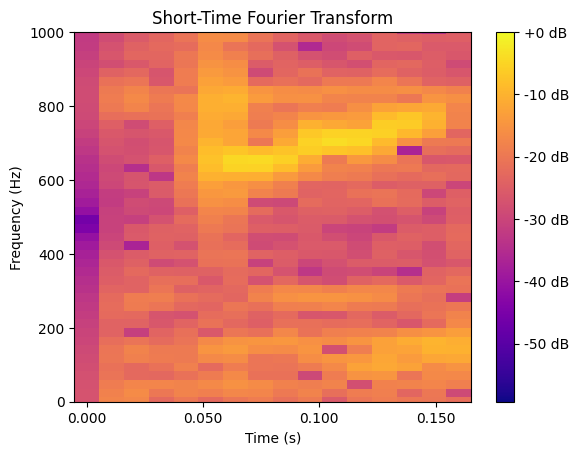 Short-Time Fourier Transform
1000
800
600
400
200
0
Frequency (Hz)
0.000
0.050
0.100
0.150
Time (s)
+0 dB
-10 dB
-20 dB
-30 dB
-40 dB
-50 dB